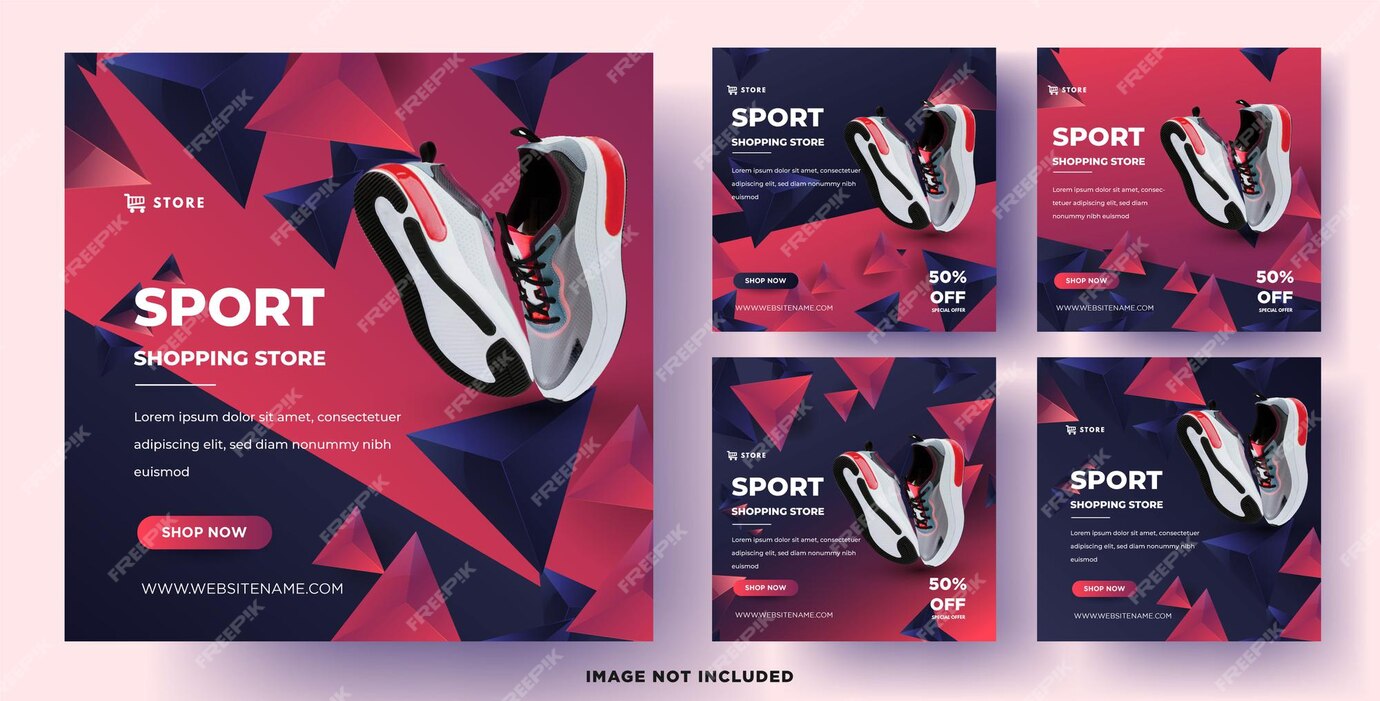 STORE
SPORT
SHOPPING STORE
Lorem ipsum dolor sit amet, consectetuer
adipiscing elit, sed diam nonummy nibh
euismod
SHOP NOW
WWW.WEBSITENAME.COM
STORE
SPORT
SHOPPING STORE
Lorem ipsum dolor sit amet, consectetuer
adipiscing elit, sed diam nonummy nibh
euismod
SHOP NOW
50%
OFF
SPECIAL OFFER
WWW.WEBSITENAME.COM
STORE
SPORT
SHOPPING STORE
Lorem ipsum dolor sit amet, consec-
tetuer adipiscing elit, sed diam
nonummy nibh euismod
SHOP NOW
50%
OFF
SPECIAL OFFER
WWW.WEBSITENAME.COM
STORE
SPORT
SHOPPING STORE
Lorem ipsum dolor sit amet, consectetuer
adipiscing elit, sed diam nonummy nibh
euismod
SHOP NOW
50%
OFF
SPECIAL OFFER
WWW.WEBSITENAME.COM
STORE
SPORT
SHOPPING STORE
Lorem ipsum dolor sit amet, consectetuer
adipiscing elit, sed diam nonummy nibh
euismod
SHOP NOW
WWW.WEBSITENAME.COM
IMAGE NOT INCLUDED
FREEPIK